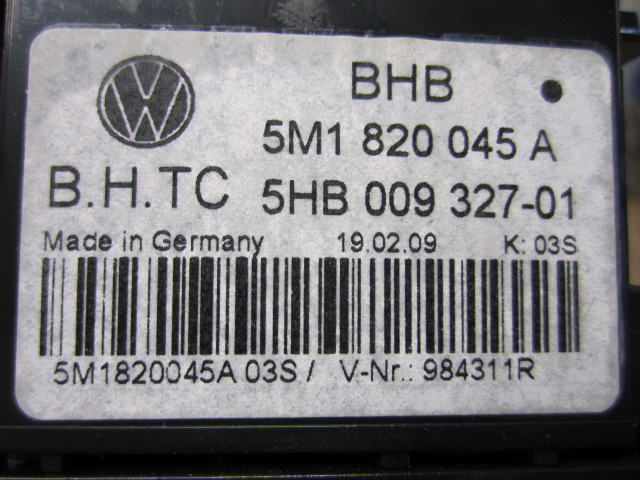 BHB
5M1 820 045 A
B.H.TC 5HB 009 327-01
Made in Germany 19.02.09 K: 03S
5M1820045A 03S / V-Nr.: 984311R